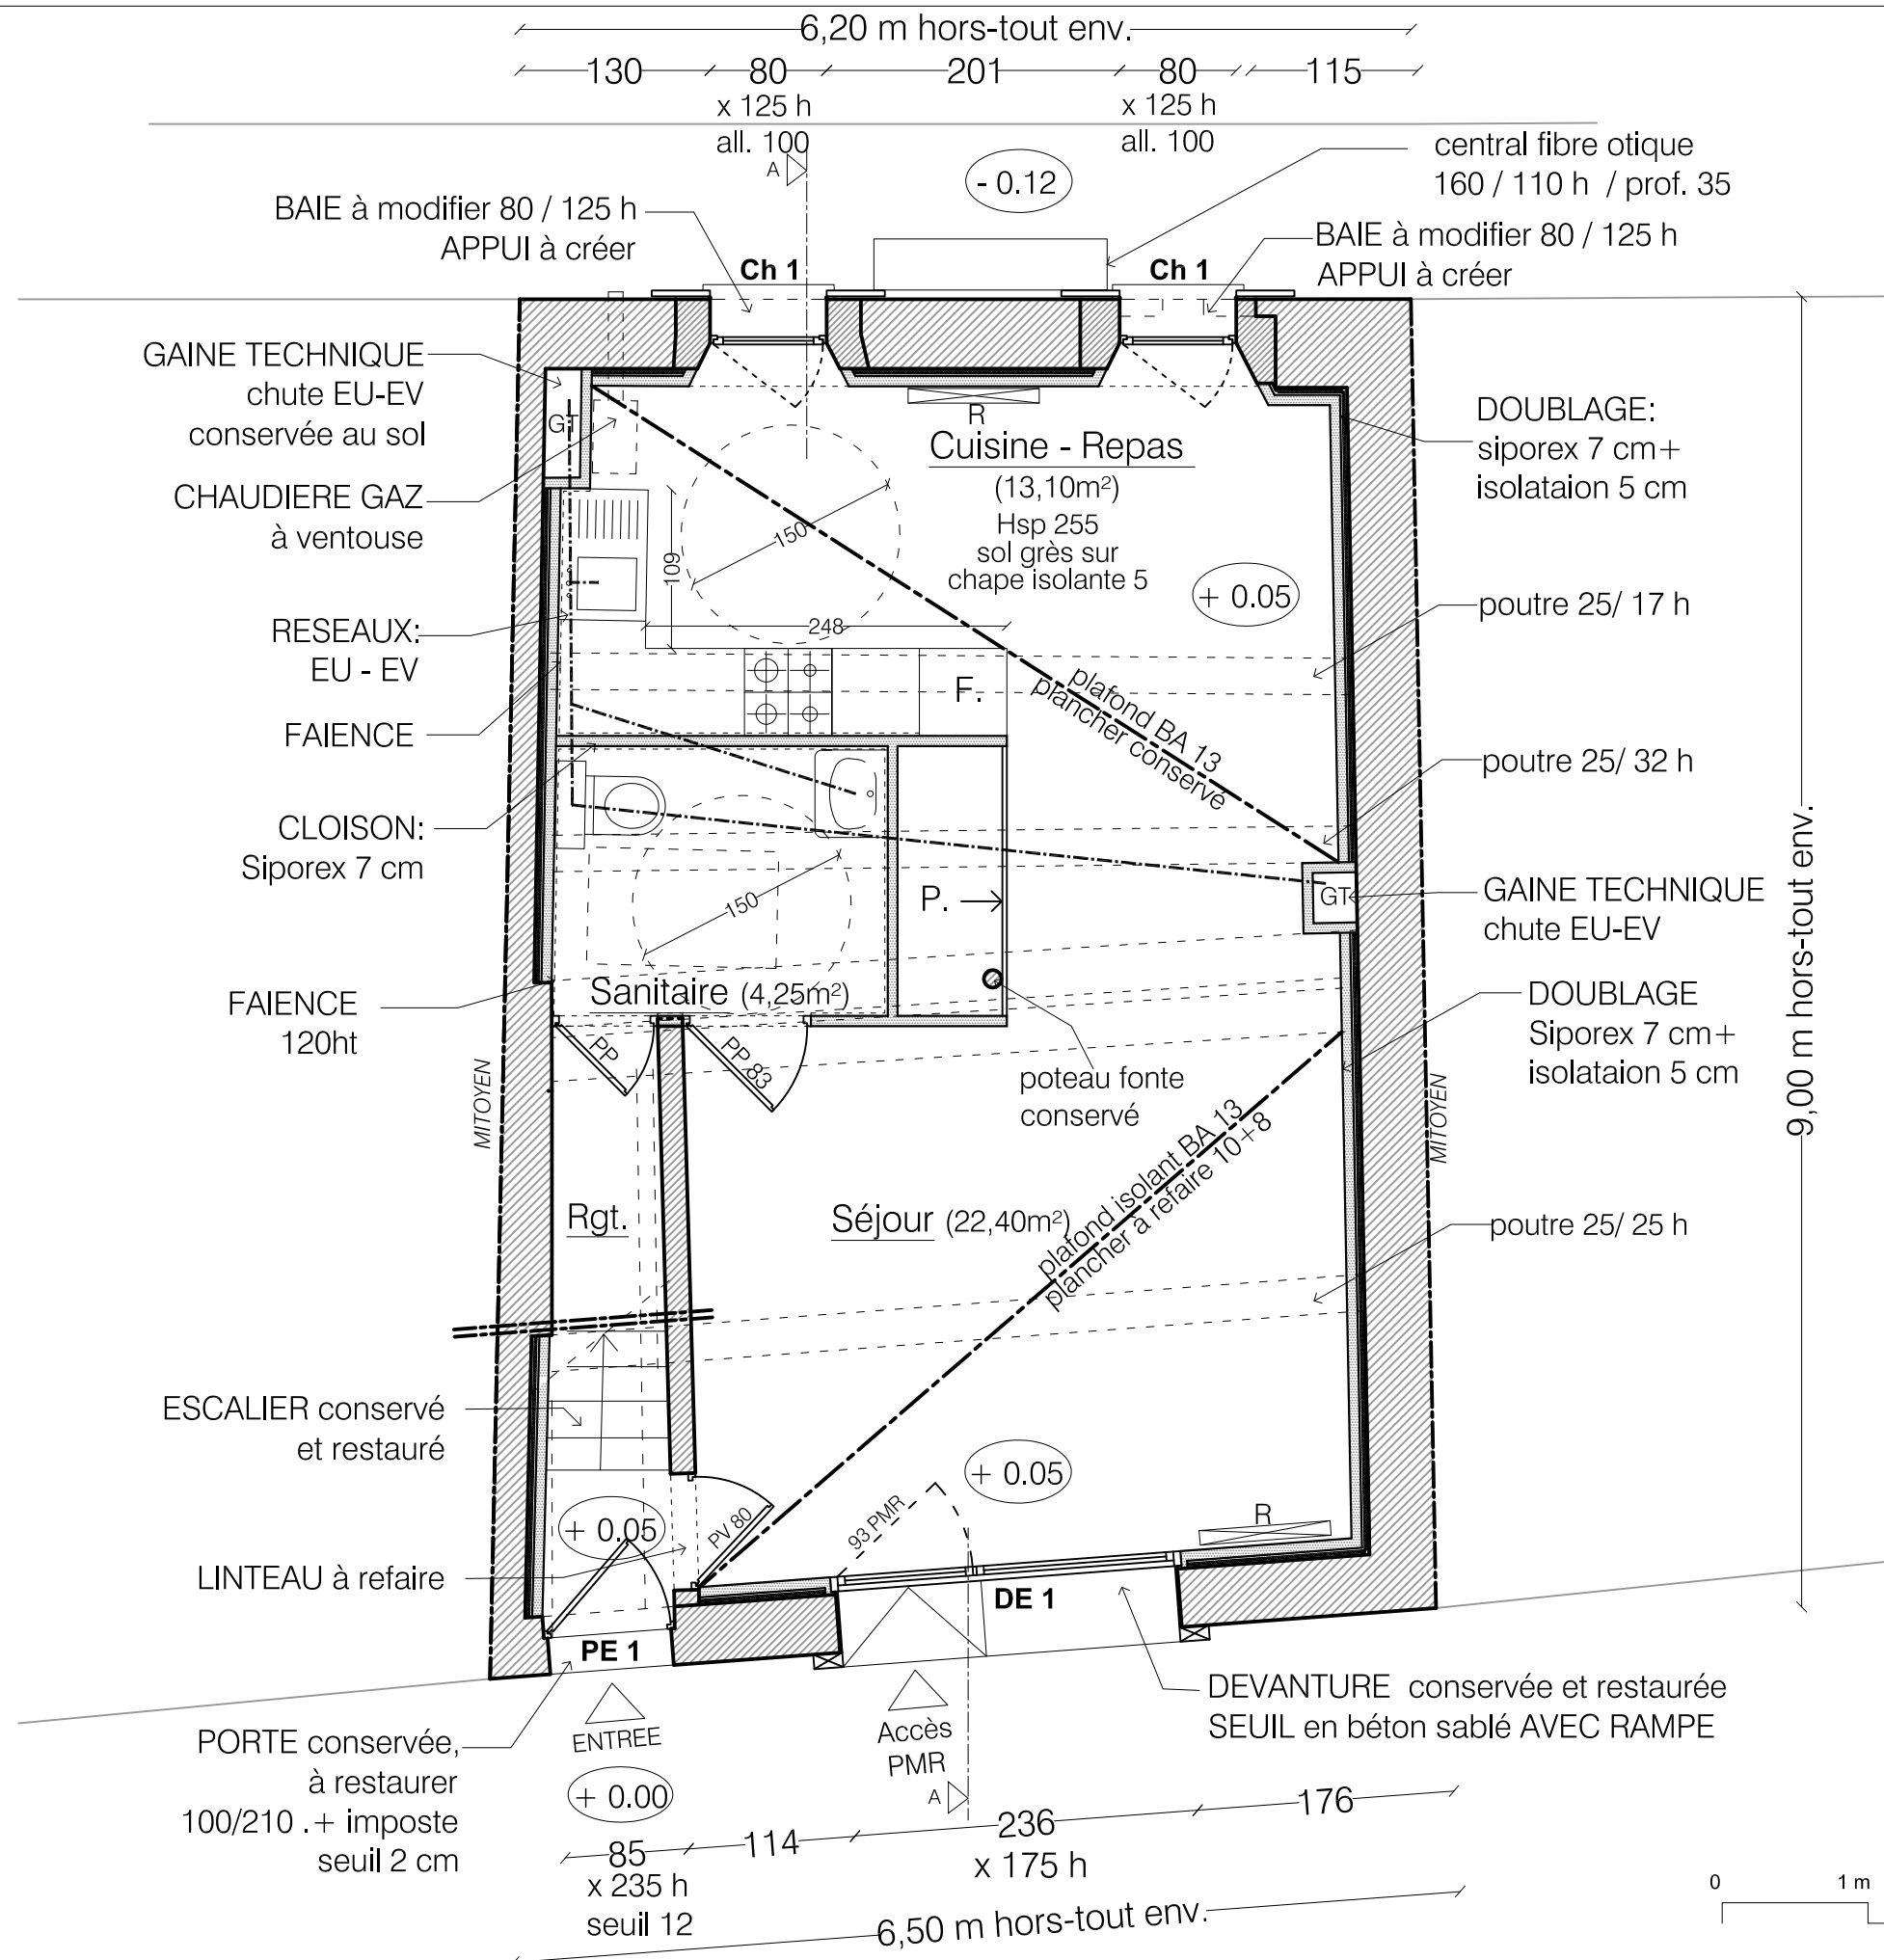 6,20 m hors-tout env.
130
80
201
80
115
x 125 h
all. 100
x 125 h
all. 100
A
- 0.12
central fibre otique
160 / 110 h / prof. 35
BAIE à modifier 80 / 125 h
APPUI à créer
BAIE à modifier 80 / 125 h
APPUI à créer
Ch 1
Ch 1
GAINE TECHNIQUE
chute EU-EV
conservée au sol
GT
R
Cuisine - Repas
(13,10m²)
Hsp 255
sol grès sur
chape isolante 5
DOUBLAGE:
siporex 7 cm+
isolataion 5 cm
CHAUDIERE GAZ
à ventouse
150
109
248
+ 0.05
poutre 25/ 17 h
RESEAUX:
EU - EV
FAIENCE
F.
plafond BA 13
plancher conservé
poutre 25/ 32 h
CLOISON:
Siporex 7 cm
150
P.
GT
GAINE TECHNIQUE
chute EU-EV
FAIENCE
120ht
Sanitaire (4,25m²)
DOUBLAGE
Siporex 7 cm+
isolataion 5 cm
9,00 m hors-tout env.
MITOYEN
MITOYEN
PP
PP 83
poteau fonte
conservé
Rgt.
Séjour (22,40m²)
plafond isolant BA 13
plancher à refaire 10+8
poutre 25/ 25 h
ESCALIER conservé
et restauré
+ 0.05
+ 0.05
PV 80
93 PMR
R
LINTEAU à refaire
DE 1
PE 1
DEVANTURE conservée et restaurée
SEUIL en béton sablé AVEC RAMPE
PORTE conservée,
à restaurer
100/210 .+ imposte
seuil 2 cm
ENTREE
+ 0.00
Accès
PMR
A
85
114
236
176
x 235 h
seuil 12
x 175 h
6,50 m hors-tout env.
0
1 m